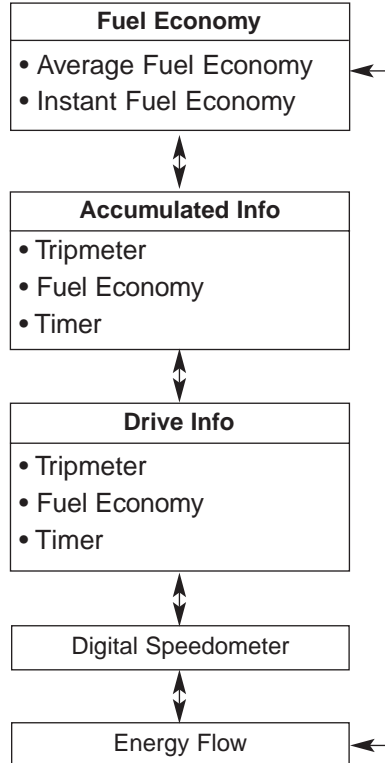 Fuel Economy
• Average Fuel Economy
• Instant Fuel Economy
Accumulated Info
• Tripmeter
• Fuel Economy
• Timer
Drive Info
• Tripmeter
• Fuel Economy
• Timer
Digital Speedometer
Energy Flow